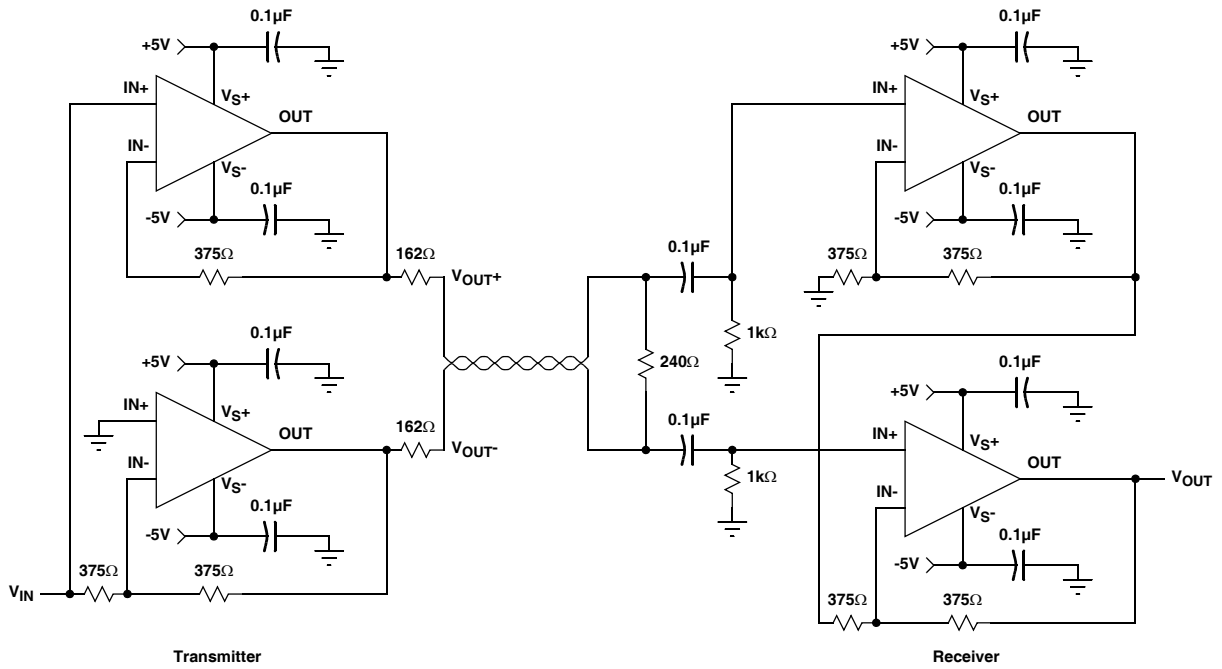 0.1µF
+5V
IN+
VS+
OUT
IN-
VS-
0.1µF
-5V
375Ω
162Ω
VOUT+
0.1µF
+5V
IN+
VS+
OUT
162Ω
VOUT-
IN-
VS-
0.1µF
-5V
375Ω
375Ω
VIN
Transmitter
0.1µF
240Ω
1kΩ
0.1µF
1kΩ
0.1µF
+5V
IN+
VS+
OUT
IN-
VS-
0.1µF
-5V
375Ω
375Ω
0.1µF
+5V
IN+
VS+
OUT
VOUT
IN-
VS-
0.1µF
-5V
375Ω
375Ω
Receiver